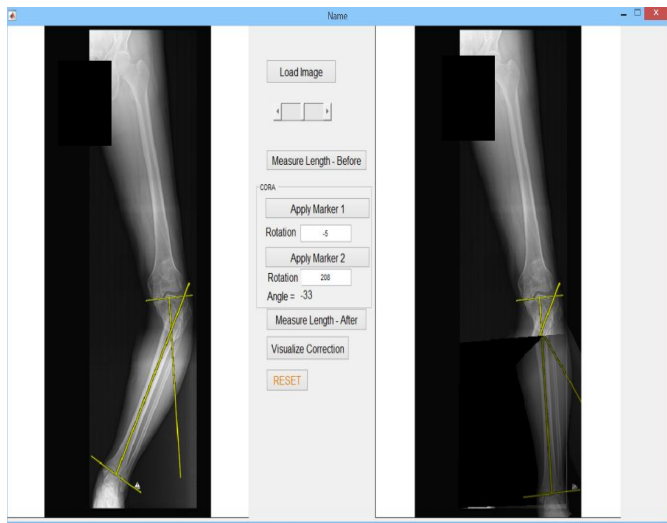 Name
Load Image
Measure Length - Before
CORA
Apply Marker 1
Rotation -5
Apply Marker 2
Rotation 208
Angle = -33
Measure Length - After
Visualize Correction
RESET